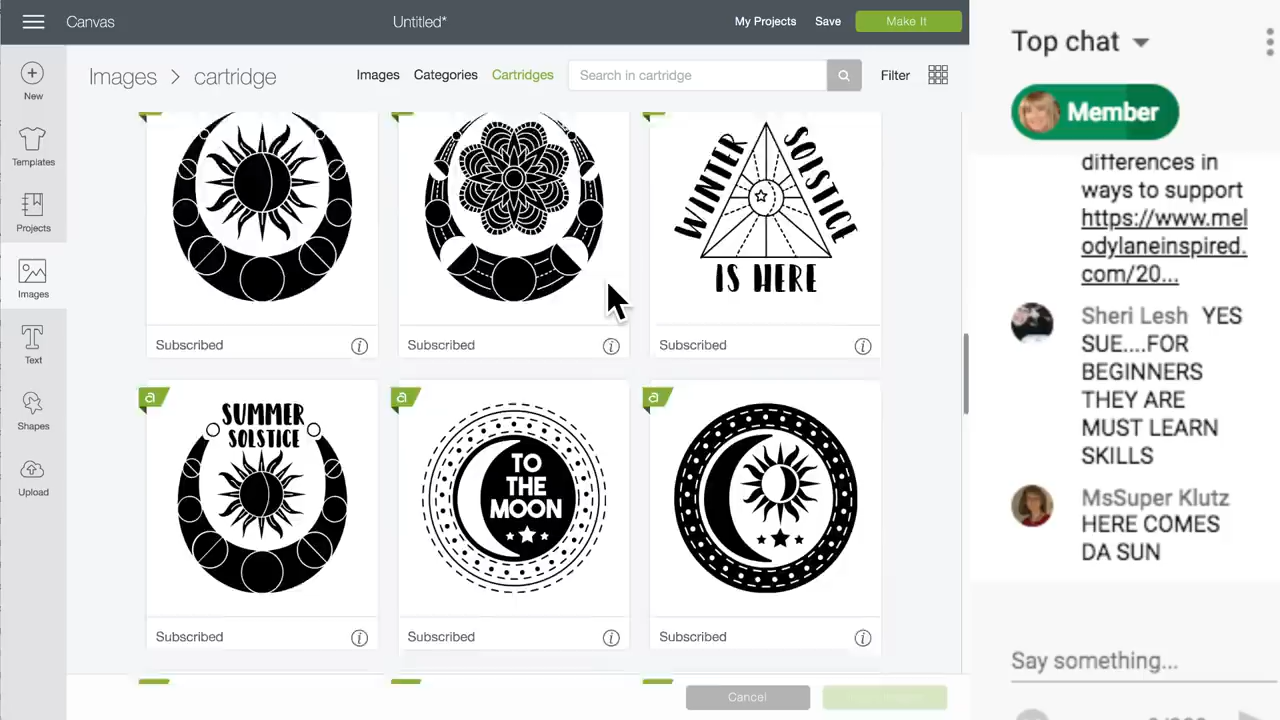 Canvas
Untitled*
My Projects
Save
Make It
New
Templates
Projects
Images
Text
Shapes
Upload
Images > cartridge
Images
Categories
Cartridges
Search in cartridge
Filter
WINTER
SOLSTICE
IS HERE
Subscribed
Subscribed
Subscribed
a
SUMMER
SOLSTICE
a
TO
THE
MOON
a
Subscribed
Subscribed
Subscribed
Cancel
Top chat
Member
differences in
ways to support
https://www.mel
odylaneinspired.
com/20...
Sheri Lesh YES
SUE....FOR
BEGINNERS
THEY ARE
MUST LEARN
SKILLS
MsSuper Klutz
HERE COMES
DA SUN
Say something...